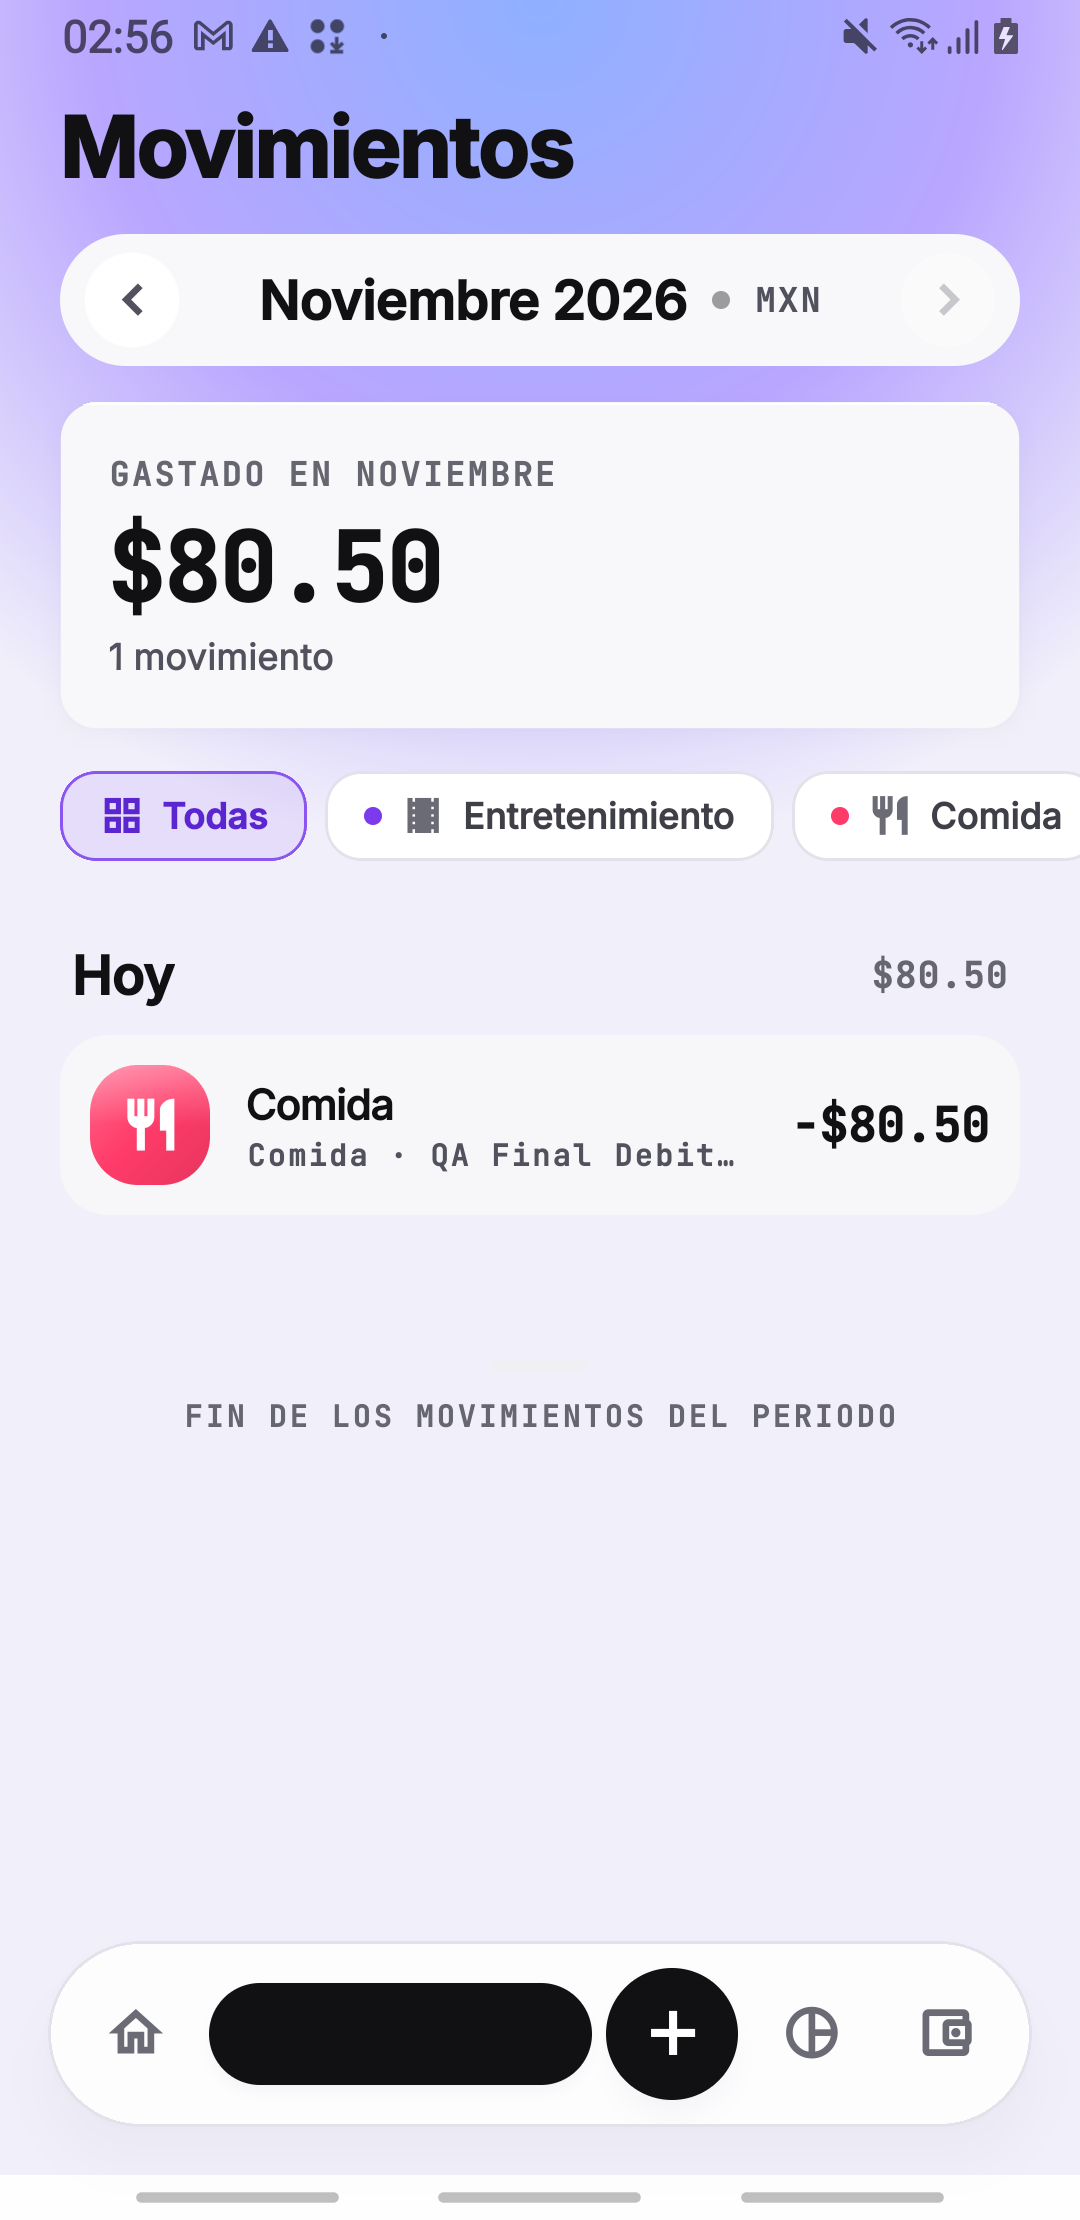 02:56
Movimientos
Noviembre 2026 • MXN
GASTADO EN NOVIEMBRE
$80.50
1 movimiento
Todas
Entretenimiento
Comida
Hoy
$80.50
Comida
-$80.50
Comida · QA Final Debit…
FIN DE LOS MOVIMIENTOS DEL PERIODO